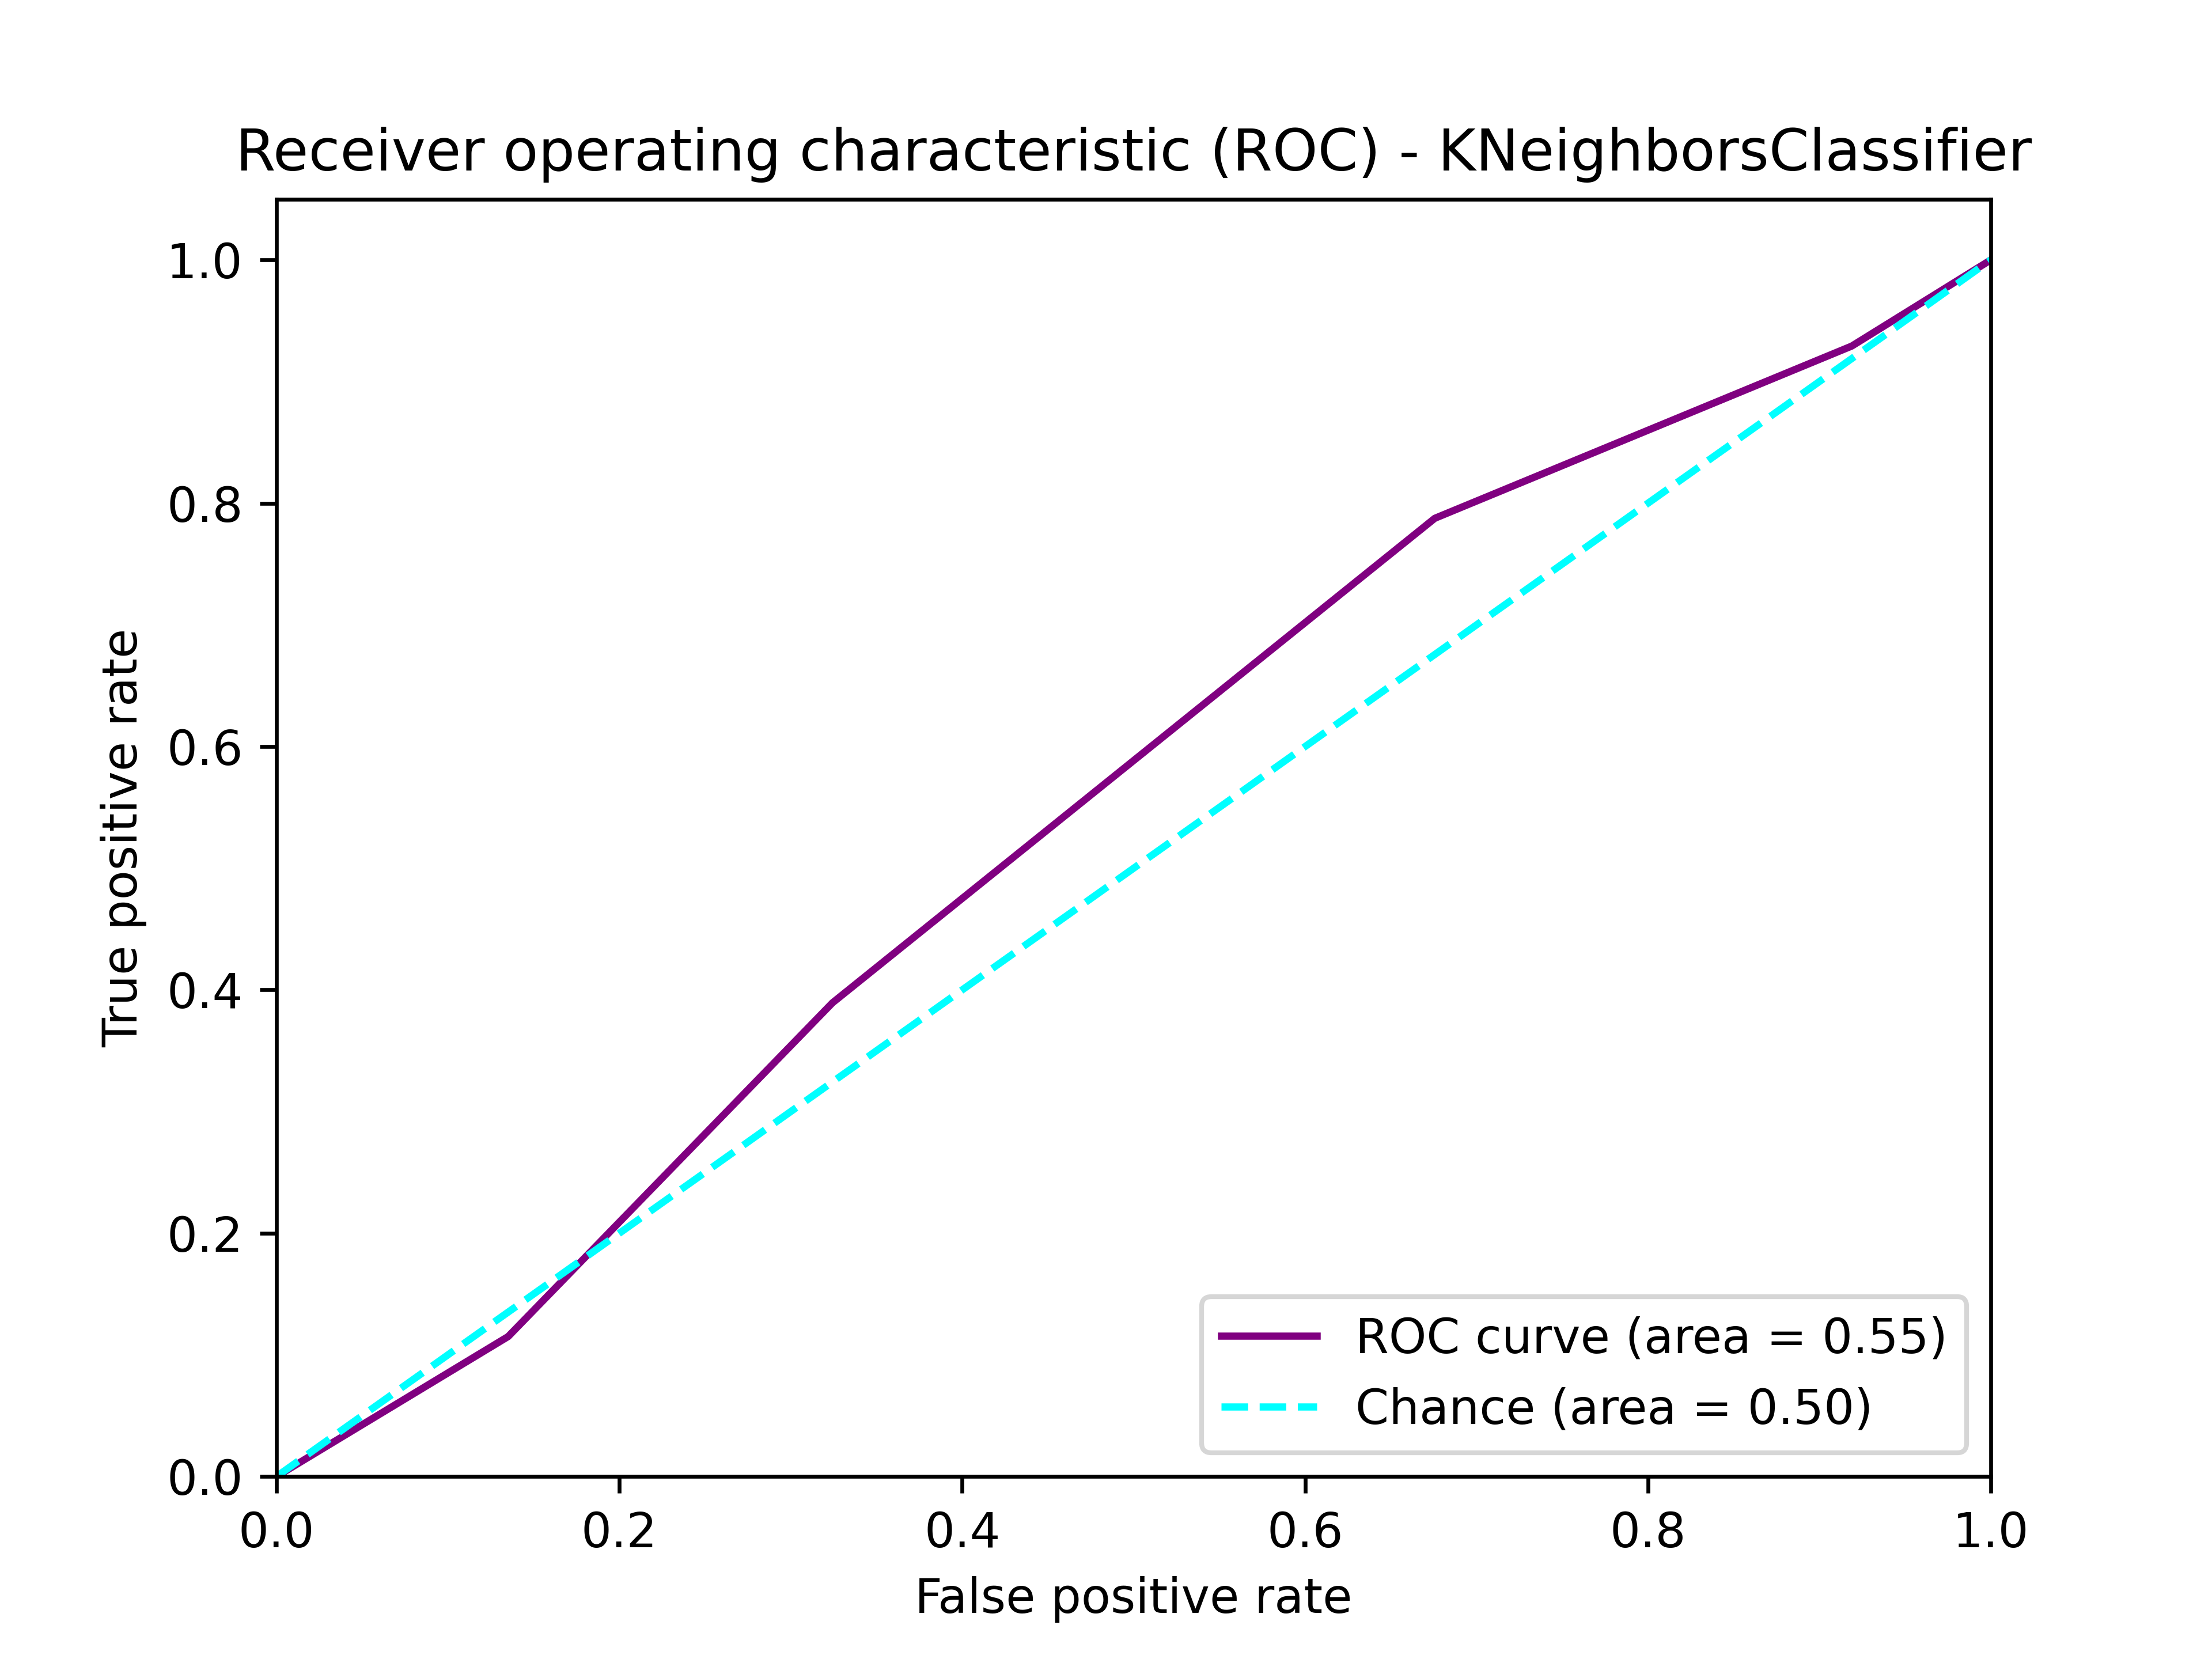 Receiver operating characteristic (ROC) - KNeighborsClassifier
1.0
0.8
0.6
0.4
0.2
0.0
True positive rate
0.0 0.2 0.4 0.6 0.8 1.0
False positive rate
ROC curve (area = 0.55)
Chance (area = 0.50)